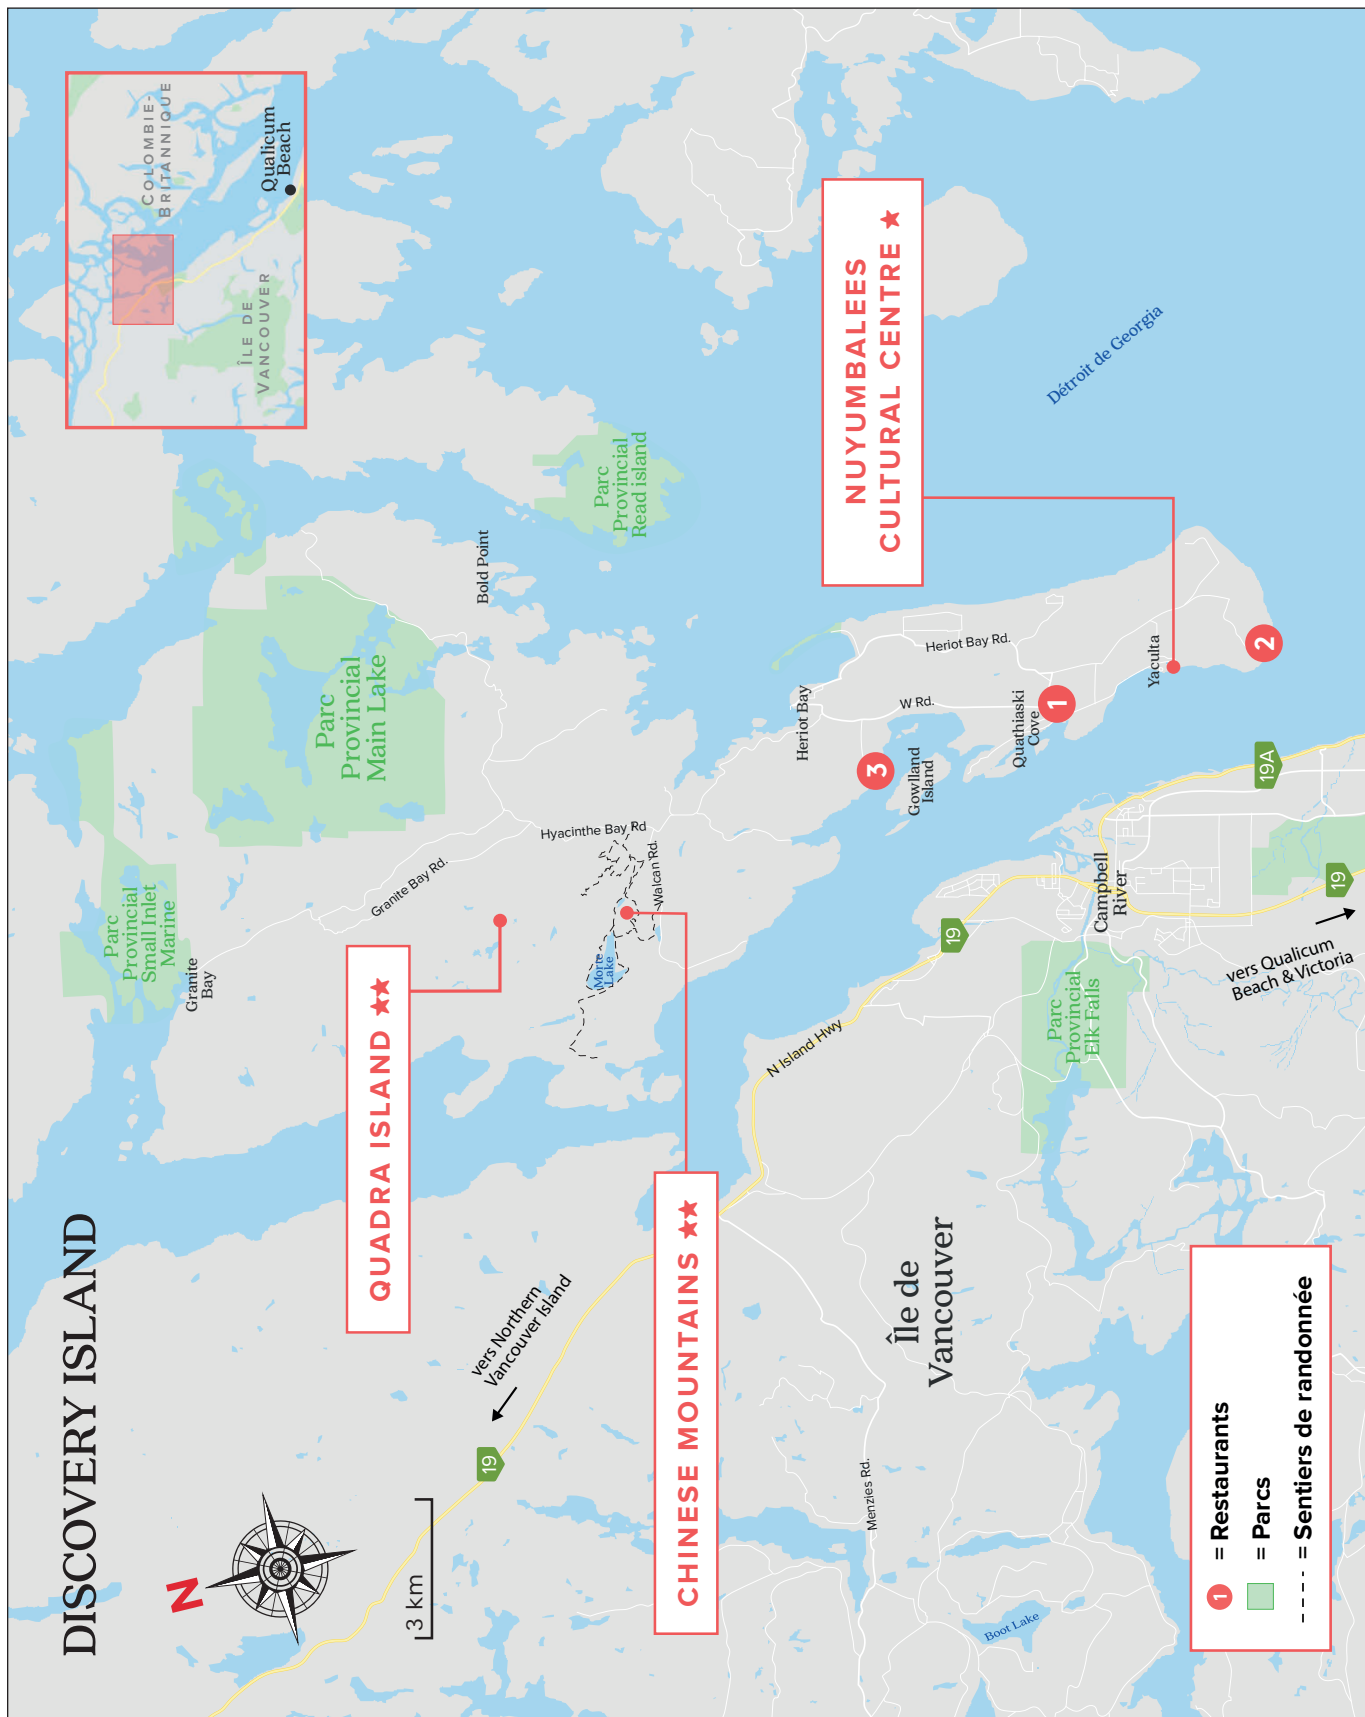 DISCOVERY ISLAND
N
3 km
19
vers Northern
Vancouver Island
QUADRA ISLAND ★★
CHINESE MOUNTAINS ★★
NUYUMBALEES
CULTURAL CENTRE ★
COLOMBIE-
BRITANNIQUE
Qualicum
Beach
ÎLE DE
VANCOUVER
Parc
Provincial
Small Inlet
Marine
Granite
Bay
Granite Bay Rd.
Parc
Provincial
Main Lake
Bold Point
Parc
Provincial
Read island
Hyacinthe Bay Rd
Walcan Rd.
Morte
Lake
Heriot Bay
Heriot Bay Rd.
W Rd.
3
Gowlland
Island
Quathiaski
Cove
1
Yaculta
2
Détroit de Georgia
N Island Hwy
19
Campbell
River
19A
19
vers Qualicum
Beach & Victoria
Parc
Provincial
Elk Falls
Île de
Vancouver
Menzies Rd.
Boot Lake
1 = Restaurants
= Parcs
---- = Sentiers de randonnée